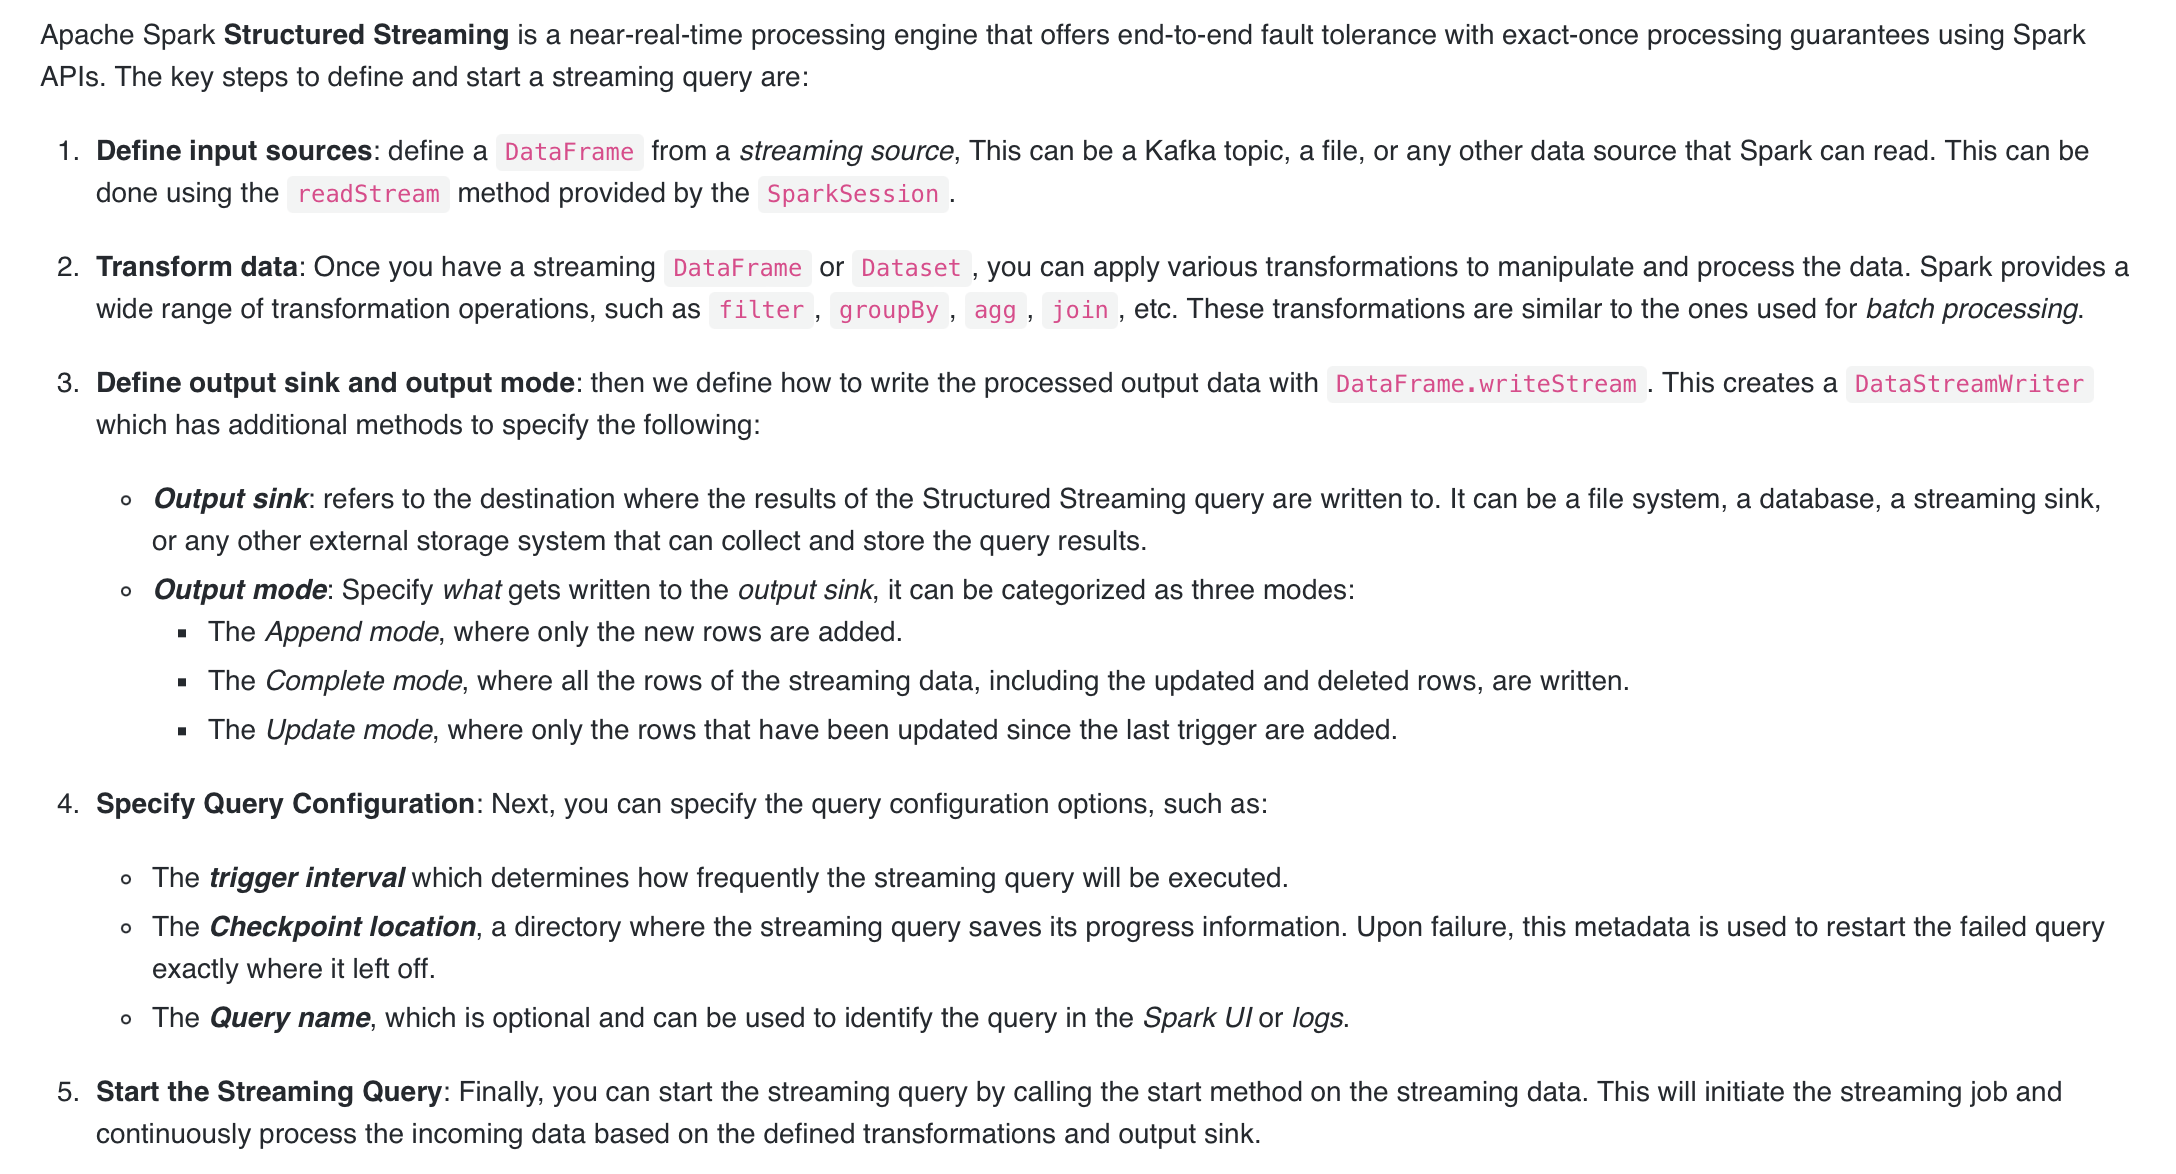 Apache Spark Structured Streaming is a near-real-time processing engine that offers end-to-end fault tolerance with exact-once processing guarantees using Spark
APIs. The key steps to define and start a streaming query are:
1. Define input sources: define a DataFrame from a streaming source, This can be a Kafka topic, a file, or any other data source that Spark can read. This can be
done using the readStream method provided by the SparkSession.
2. Transform data: Once you have a streaming DataFrame or Dataset, you can apply various transformations to manipulate and process the data. Spark provides a
wide range of transformation operations, such as filter, groupBy, agg, join, etc. These transformations are similar to the ones used for batch processing.
3. Define output sink and output mode: then we define how to write the processed output data with DataFrame.writeStream. This creates a DataStreamWriter
which has additional methods to specify the following:
◦ Output sink: refers to the destination where the results of the Structured Streaming query are written to. It can be a file system, a database, a streaming sink,
or any other external storage system that can collect and store the query results.
◦ Output mode: Specify what gets written to the output sink, it can be categorized as three modes:
▪ The Append mode, where only the new rows are added.
▪ The Complete mode, where all the rows of the streaming data, including the updated and deleted rows, are written.
▪ The Update mode, where only the rows that have been updated since the last trigger are added.
4. Specify Query Configuration: Next, you can specify the query configuration options, such as:
◦ The trigger interval which determines how frequently the streaming query will be executed.
◦ The Checkpoint location, a directory where the streaming query saves its progress information. Upon failure, this metadata is used to restart the failed query
exactly where it left off.
◦ The Query name, which is optional and can be used to identify the query in the Spark UI or logs.
5. Start the Streaming Query: Finally, you can start the streaming query by calling the start method on the streaming data. This will initiate the streaming job and
continuously process the incoming data based on the defined transformations and output sink.